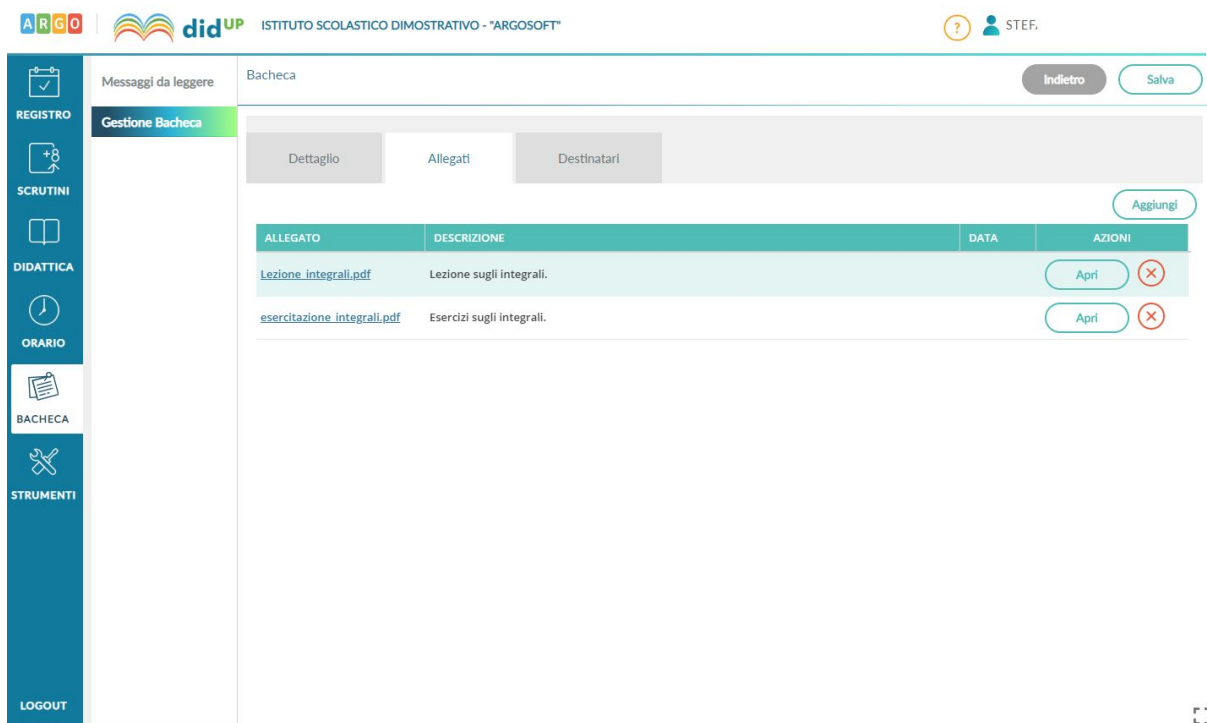 ARGO didUP ISTITUTO SCOLASTICO DIMOSTRATIVO - "ARGOSOFT" ? STEF.
REGISTRO
+8
SCRUTINI
DIDATTICA
ORARIO
BACHECA
STRUMENTI
LOGOUT
Messaggi da leggere
Gestione Bacheca
Bacheca Indietro Salva
Dettaglio Allegati Destinatari
Aggiungi
ALLEGATO DESCRIZIONE DATA AZIONI
Lezione_integrali.pdf Lezione sugli integrali. Apri
esercitazione_integrali.pdf Esercizi sugli integrali. Apri